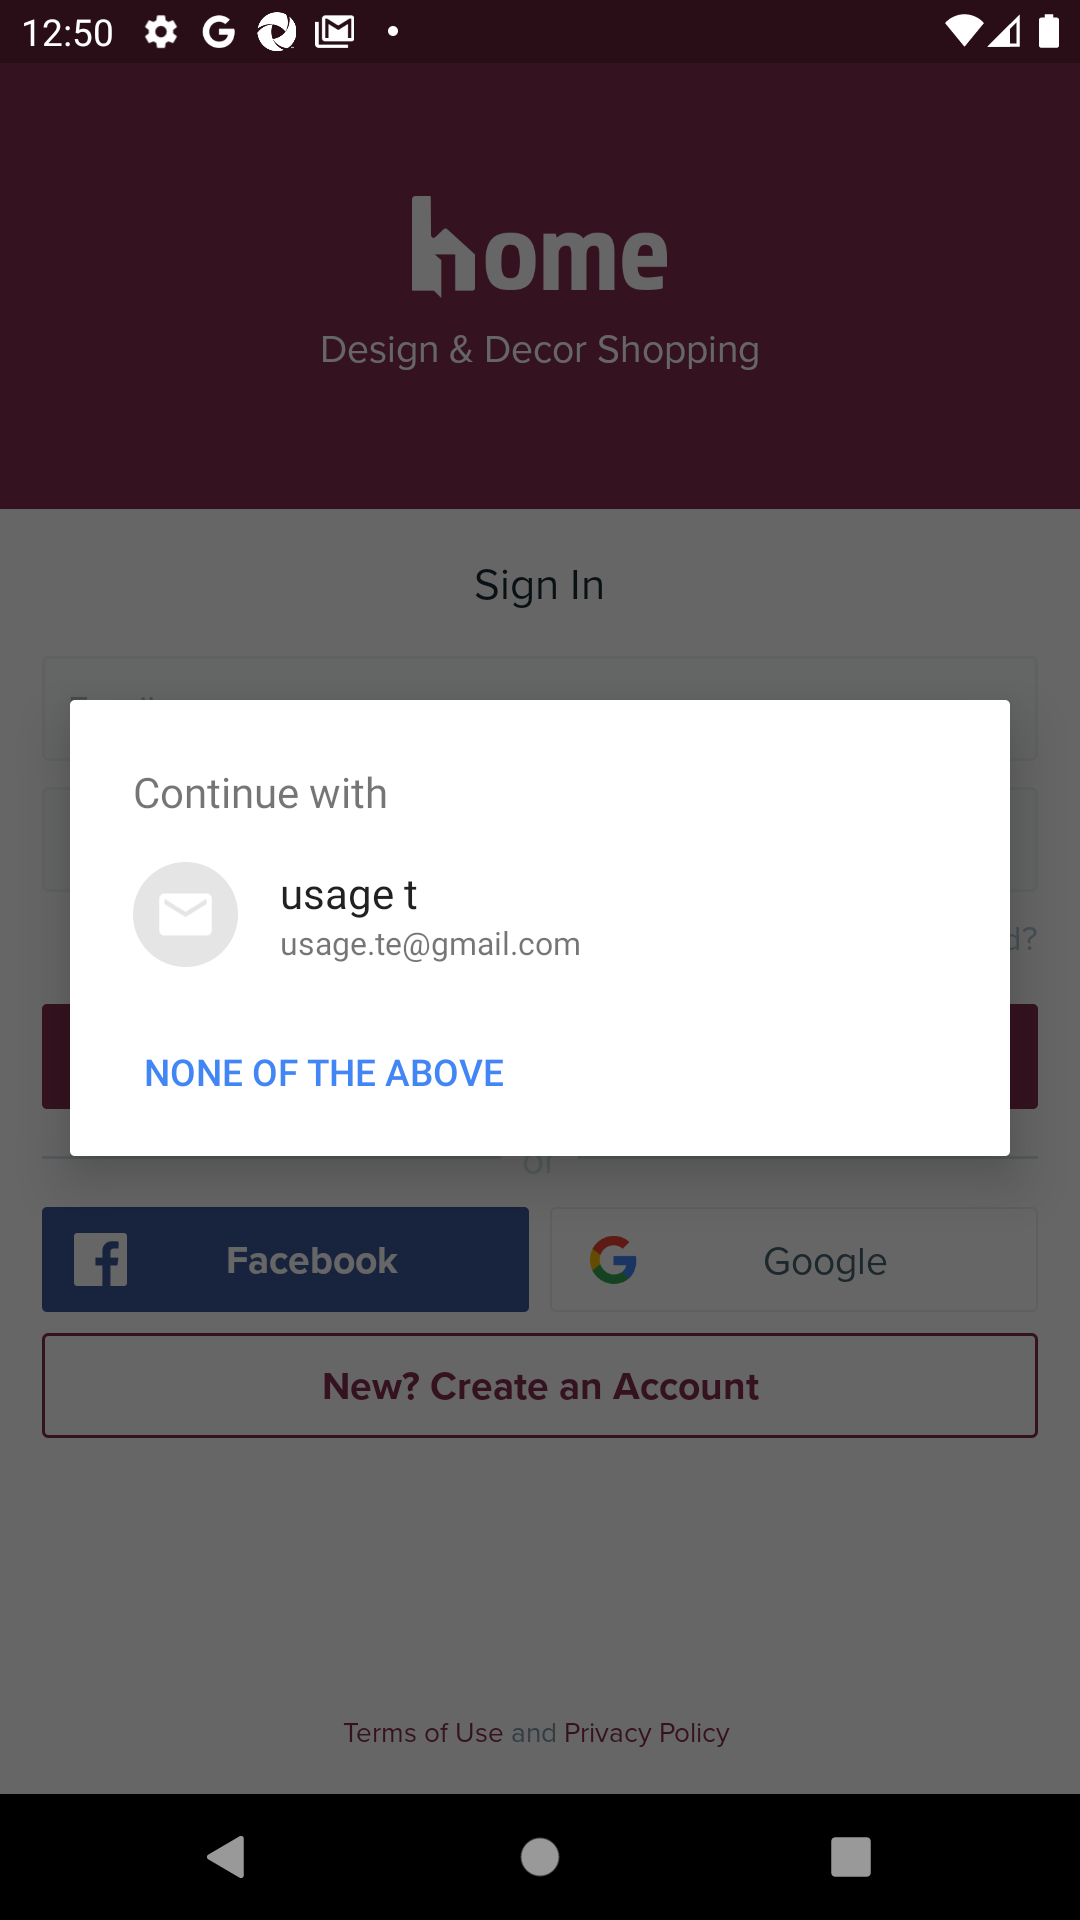 12:50
home
Design & Decor Shopping
Sign In
Continue with
usage t
usage.te@gmail.com
d?
NONE OF THE ABOVE
or
Facebook
Google
New? Create an Account
Terms of Use and Privacy Policy